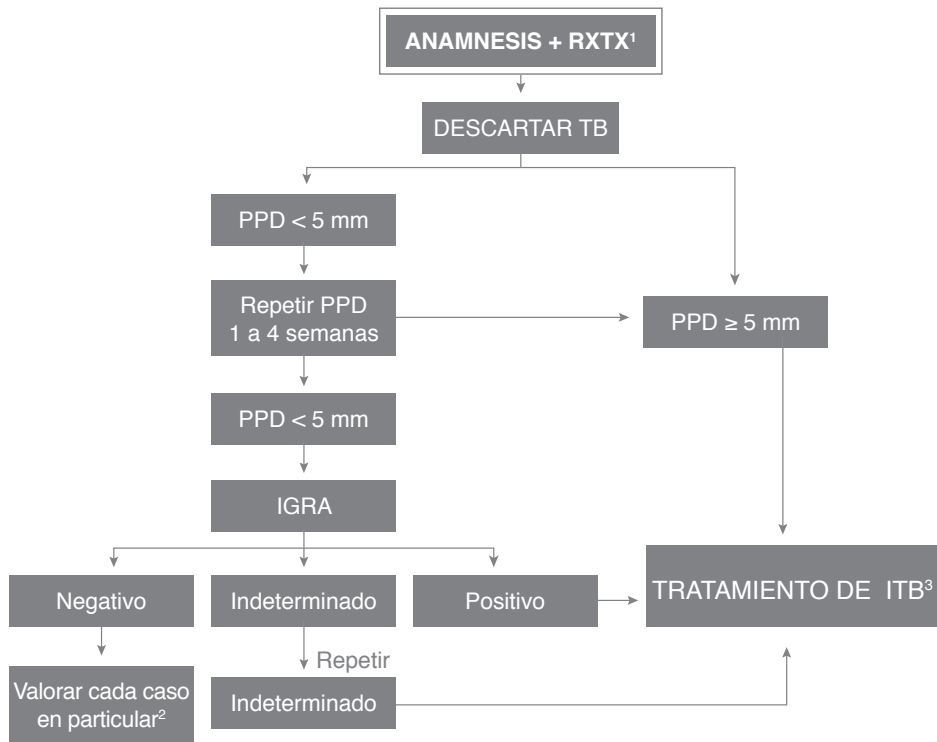 ANAMNESIS + RXTX¹
DESCARTAR TB
PPD < 5 mm
Repetir PPD
1 a 4 semanas
PPD ≥ 5 mm
PPD < 5 mm
IGRA
Negativo
Indeterminado
Positivo
TRATAMIENTO DE ITB³
Repetir
Valorar cada caso
en particular²
Indeterminado